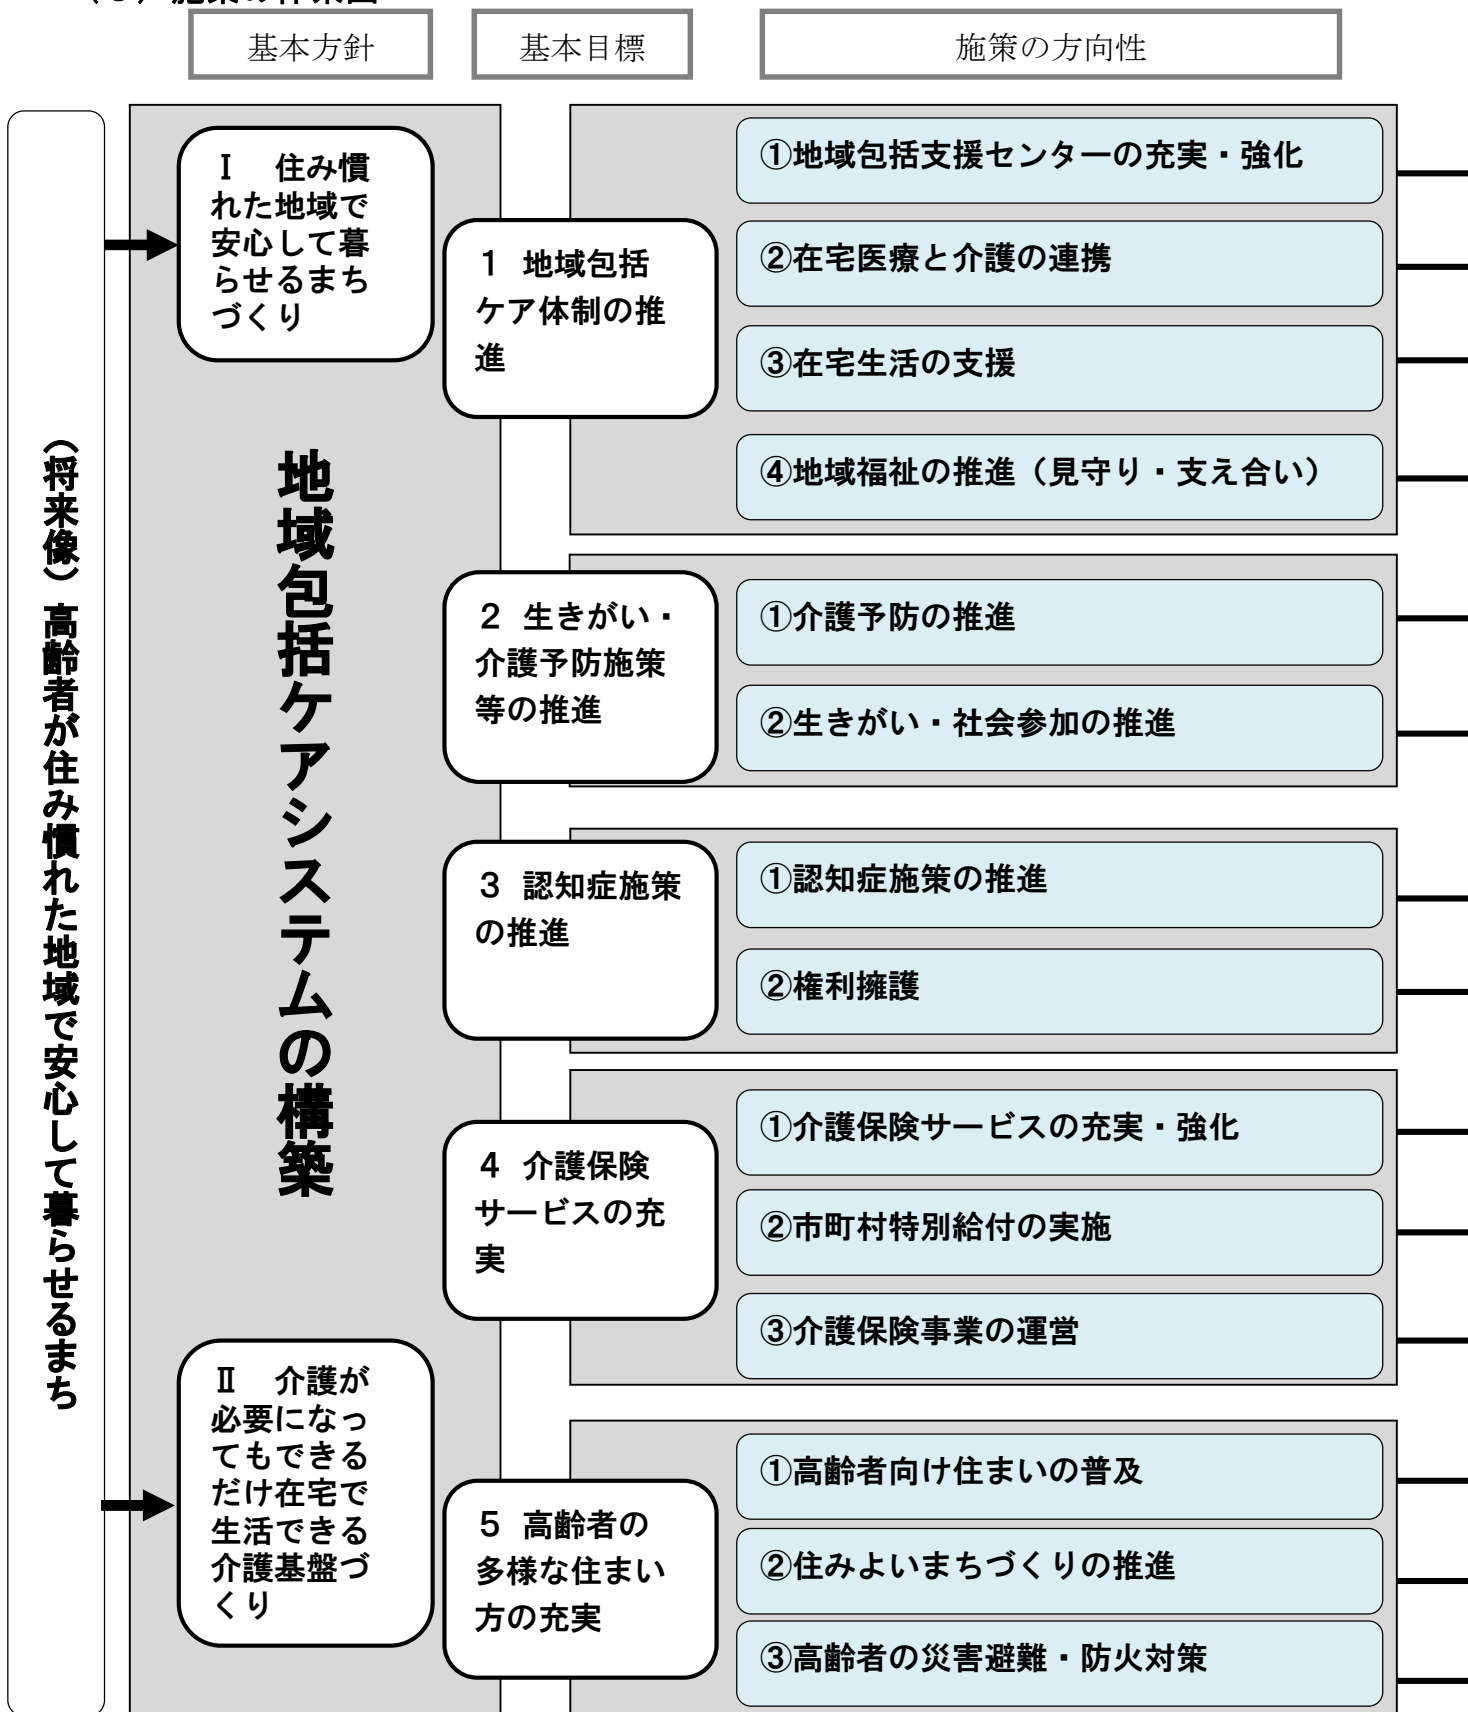 基本方針
基本目標
施策の方向性
（将来像）高齢者が住み慣れた地域で安心して暮らせるまち
Ⅰ　住み慣
れた地域で
安心して暮
らせるまち
づくり
地域包括ケアシステムの構築
Ⅱ　介護が
必要になっ
てもできる
だけ在宅で
生活できる
介護基盤づ
くり
１ 地域包括
ケア体制の推
進
①地域包括支援センターの充実・強化
②在宅医療と介護の連携
③在宅生活の支援
④地域福祉の推進（見守り・支え合い）
２ 生きがい・
介護予防施策
等の推進
①介護予防の推進
②生きがい・社会参加の推進
３ 認知症施策
の推進
①認知症施策の推進
②権利擁護
４ 介護保険
サービスの充
実
①介護保険サービスの充実・強化
②市町村特別給付の実施
③介護保険事業の運営
５ 高齢者の
多様な住まい
方の充実
①高齢者向け住まいの普及
②住みよいまちづくりの推進
③高齢者の災害避難・防火対策